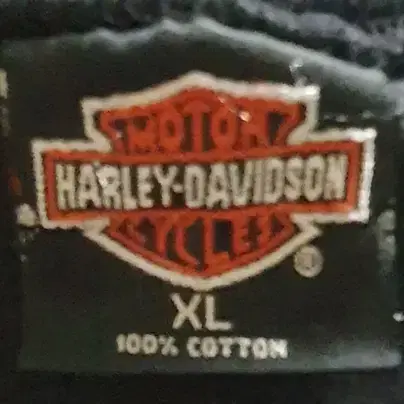 MOTOR
HARLEY-DAVIDSON
CYCLES
®
XL
100% COTTON